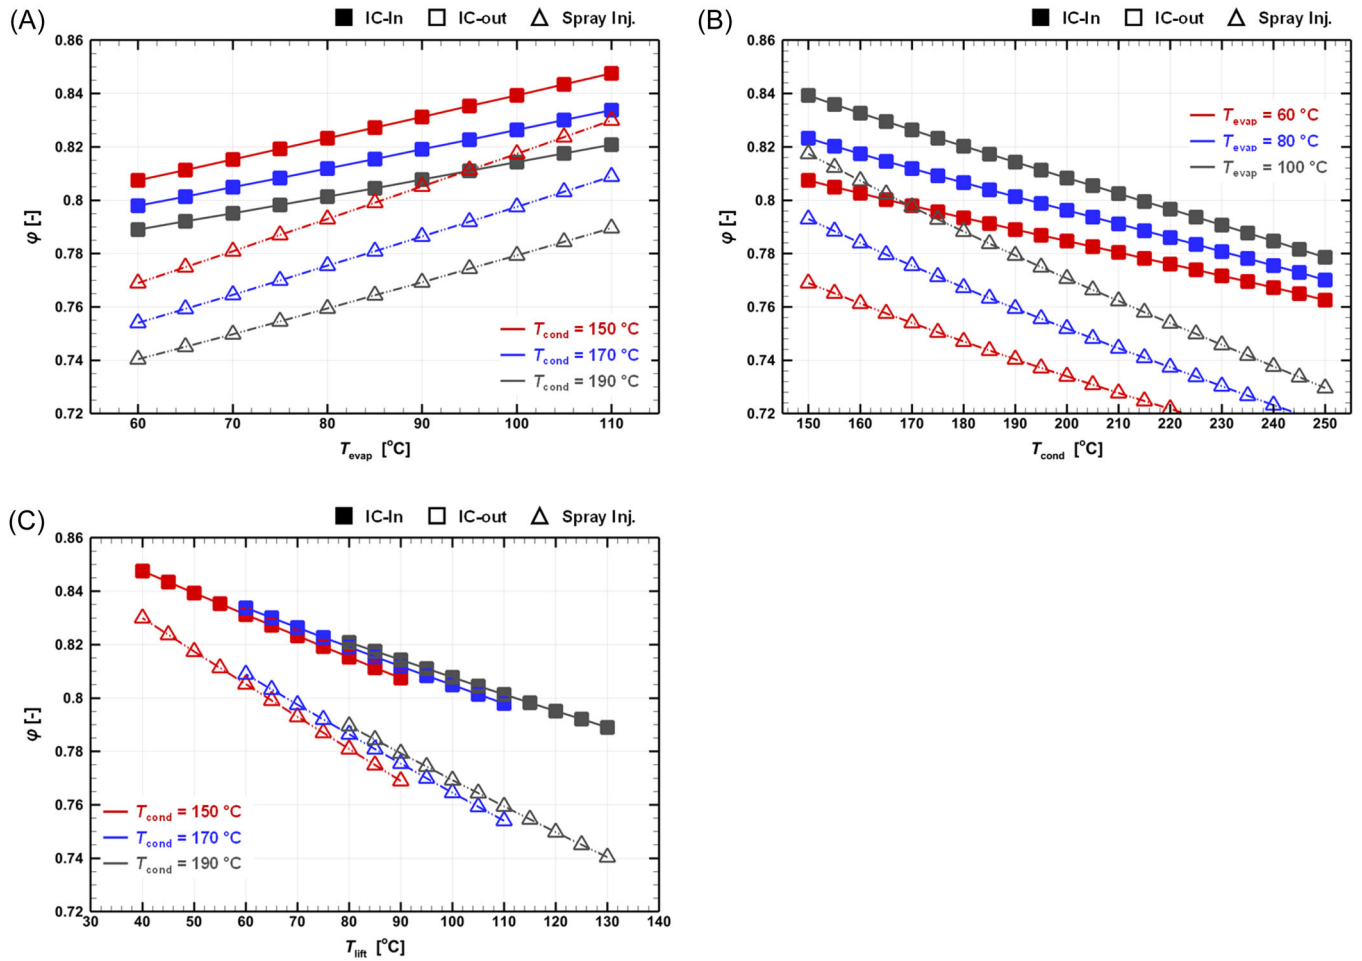 (A)
IC-In IC-out Spray Inj.
0.86
0.84
0.82
0.8
0.78
0.76
0.74
0.72
φ [-]
T_cond = 150 °C
T_cond = 170 °C
T_cond = 190 °C
60 70 80 90 100 110
T_evap [°C]
(B)
IC-In IC-out Spray Inj.
0.86
0.84
0.82
0.8
0.78
0.76
0.74
0.72
φ [-]
T_evap = 60 °C
T_evap = 80 °C
T_evap = 100 °C
150 160 170 180 190 200 210 220 230 240 250
T_cond [°C]
(C)
IC-In IC-out Spray Inj.
0.86
0.84
0.82
0.8
0.78
0.76
0.74
0.72
φ [-]
T_cond = 150 °C
T_cond = 170 °C
T_cond = 190 °C
30 40 50 60 70 80 90 100 110 120 130 140
T_lift [°C]